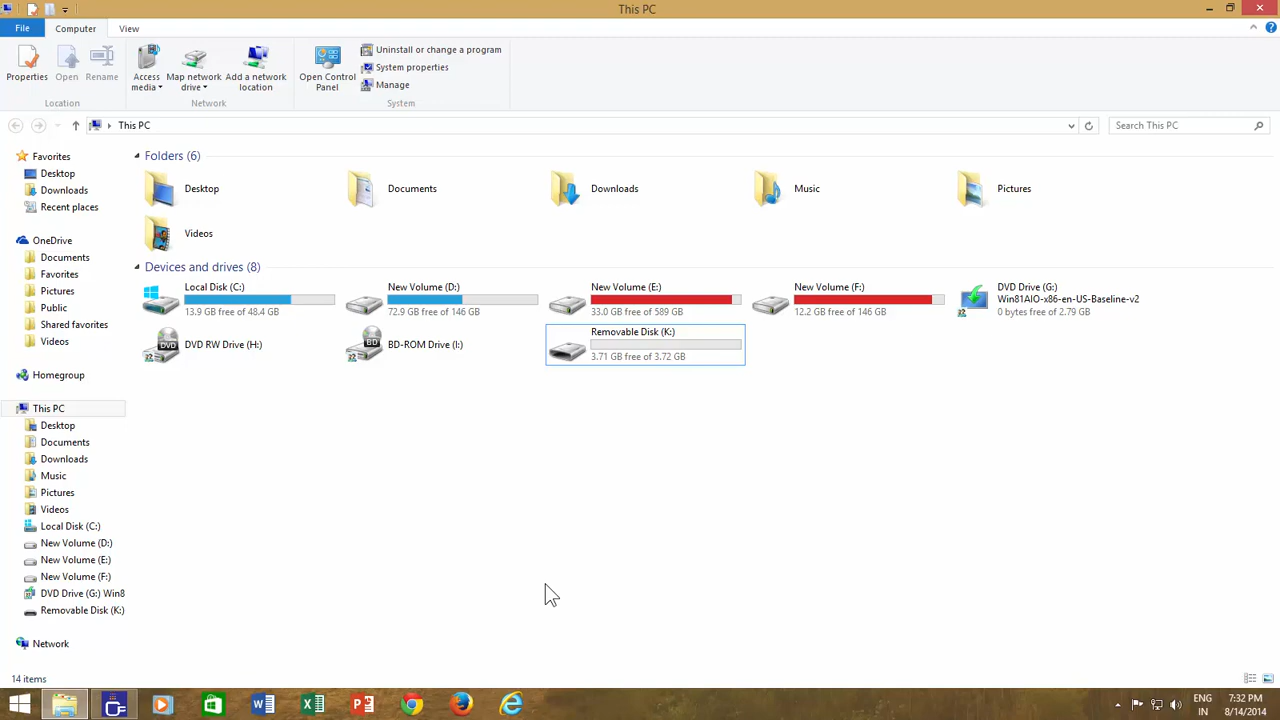 This PC
File Computer View
Properties Open Rename Access media Map network drive Add a network location Open Control Panel Uninstall or change a program
System properties
Manage
Location Network System
This PC Search This PC
Favorites
Desktop
Downloads
Recent places
OneDrive
Documents
Favorites
Pictures
Public
Shared favorites
Videos
Homegroup
This PC
Desktop
Documents
Downloads
Music
Pictures
Videos
Local Disk (C:)
New Volume (D:)
New Volume (E:)
New Volume (F:)
DVD Drive (G:) Win8
Removable Disk (K:)
Network
Folders (6)
Desktop Documents Downloads Music Pictures
Videos
Devices and drives (8)
Local Disk (C:) New Volume (D:) New Volume (E:) New Volume (F:) DVD Drive (G:)
Win81AIO-x86-en-US-Baseline-v2
13.9 GB free of 48.4 GB 72.9 GB free of 146 GB 33.0 GB free of 589 GB 12.2 GB free of 146 GB 0 bytes free of 2.79 GB
Removable Disk (K:)
DVD DVD RW Drive (H:) BD BD-ROM Drive (I:)
3.71 GB free of 3.72 GB
14 items
ENG 7:32 PM
IN 8/14/2014